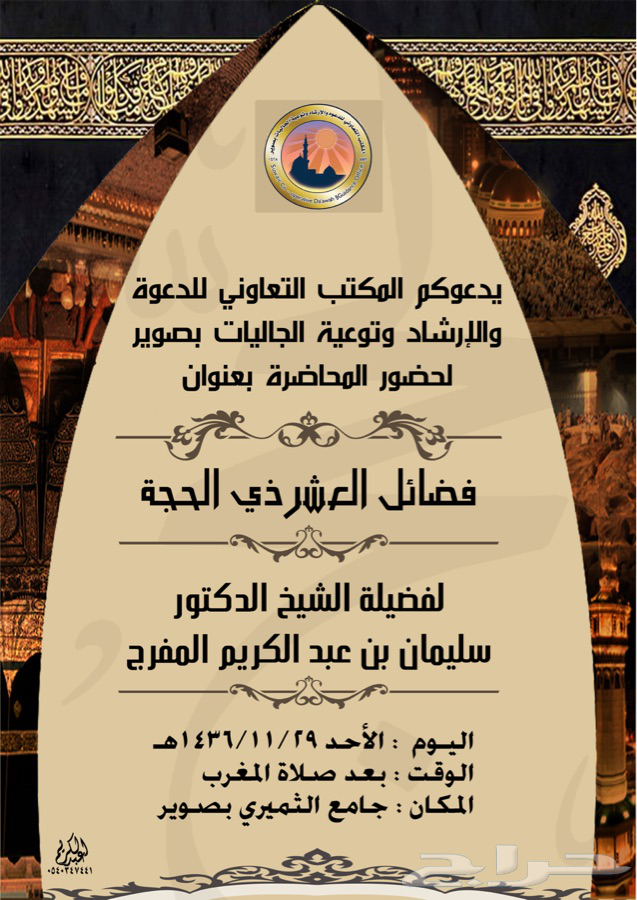 يدعوكم المكتب التعاوني للدعوة
والإرشاد وتوعية الجاليات بصوير
لحضور المحاضرة بعنوان
فضائل العشر ذي الحجة
لفضيلة الشيخ الدكتور
سليمان بن عبد الكريم المفرج
اليوم : الأحد ١٤٣٦/١١/٢٩هـ
الوقت : بعد صلاة المغرب
المكان : جامع الثميري بصوير
٠٥٤٠٣٤٧٤٤١
حراج